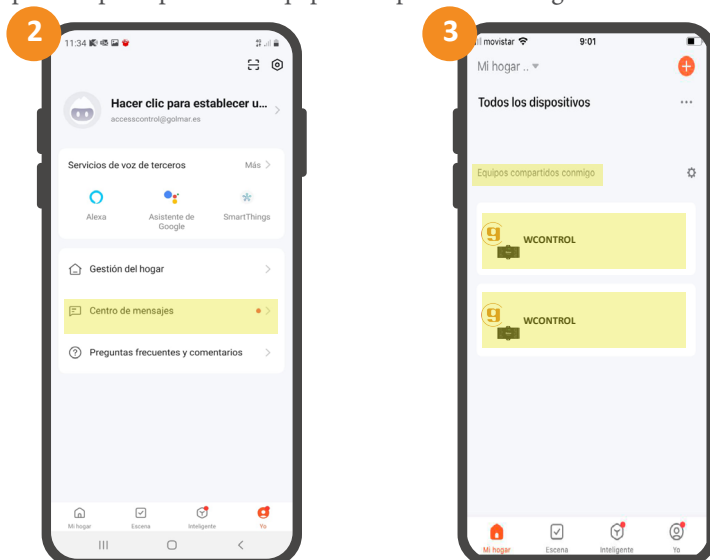 2
11:34
Hacer clic para establecer u...
accesscontrol@golmar.es
Servicios de voz de terceros
Más
Alexa
Asistente de
Google
SmartThings
Gestión del hogar
Centro de mensajes
Preguntas frecuentes y comentarios
Mi hogar
Escena
Inteligente
Yo
3
movistar
9:01
Mi hogar ..
Todos los dispositivos
Equipos compartidos conmigo
g
WCONTROL
g
WCONTROL
Mi hogar
Escena
Inteligente
Yo